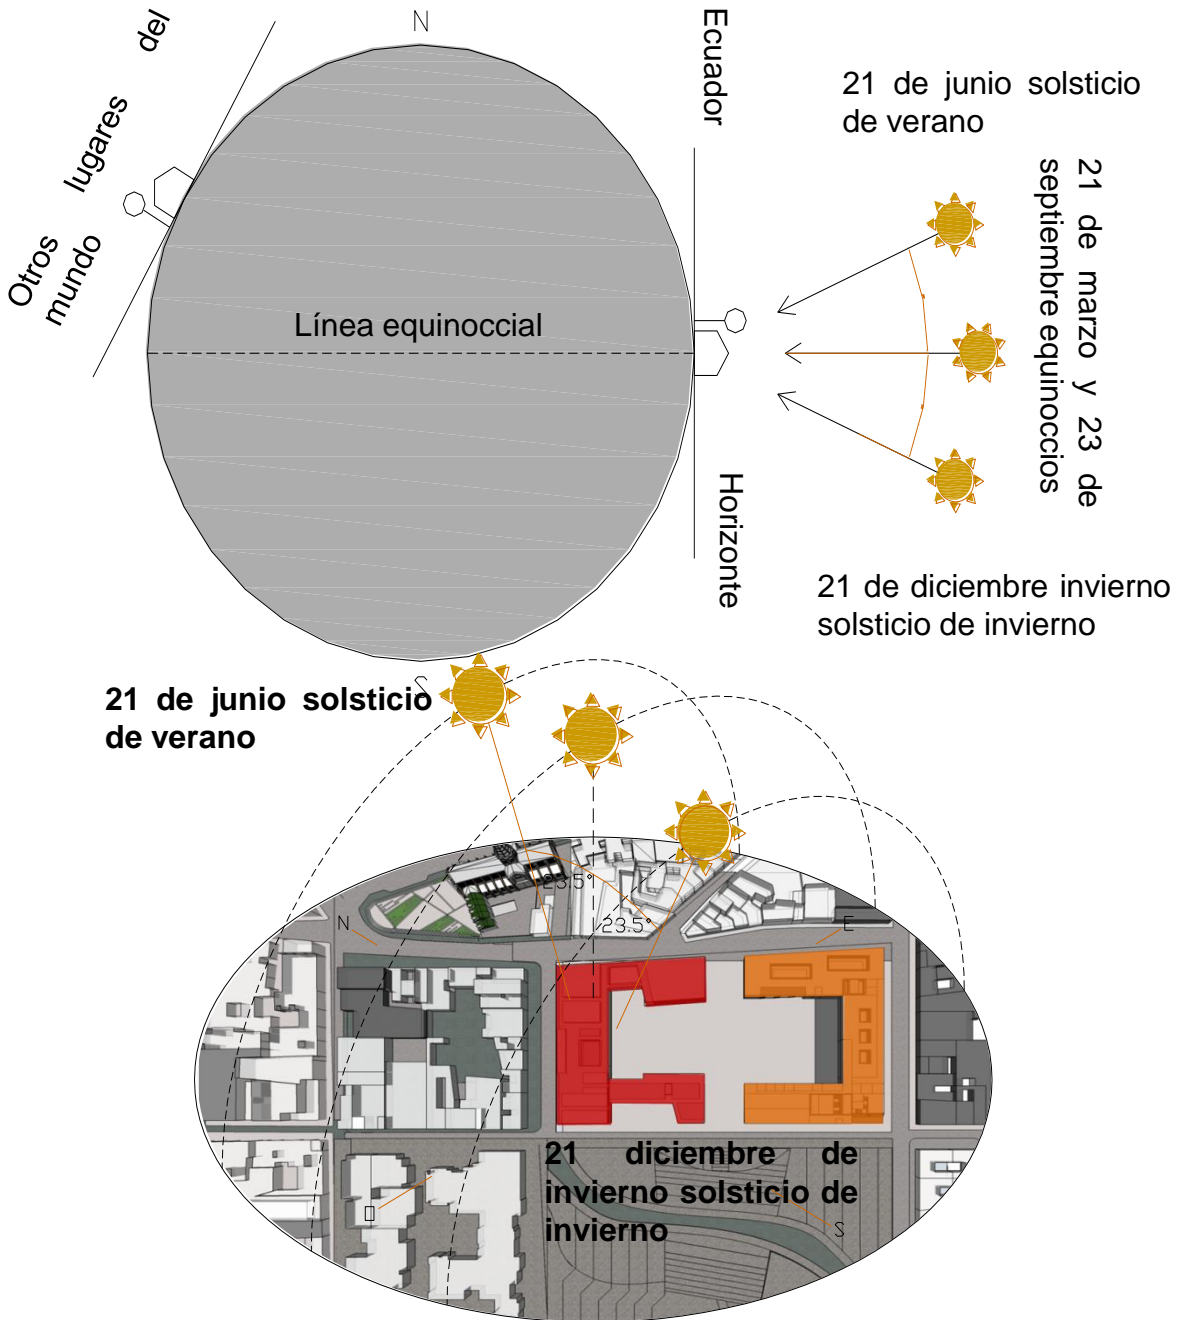 N
Ecuador
del
lugares
Otros
mundo
21 de junio solsticio
de verano
21 de marzo y 23 de
septiembre equinoccios
Línea equinoccial
Horizonte
21 de diciembre invierno
solsticio de invierno
S
21 de junio solsticio
de verano
23.5°
23.5°
N
E
21 diciembre de
invierno solsticio de
invierno
S